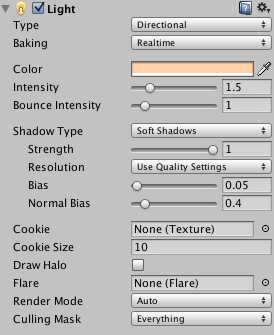 Light
Type Directional
Baking Realtime
Color
Intensity 1.5
Bounce Intensity 1
Shadow Type Soft Shadows
Strength 1
Resolution Use Quality Settings
Bias 0.05
Normal Bias 0.4
Cookie None (Texture)
Cookie Size 10
Draw Halo
Flare None (Flare)
Render Mode Auto
Culling Mask Everything